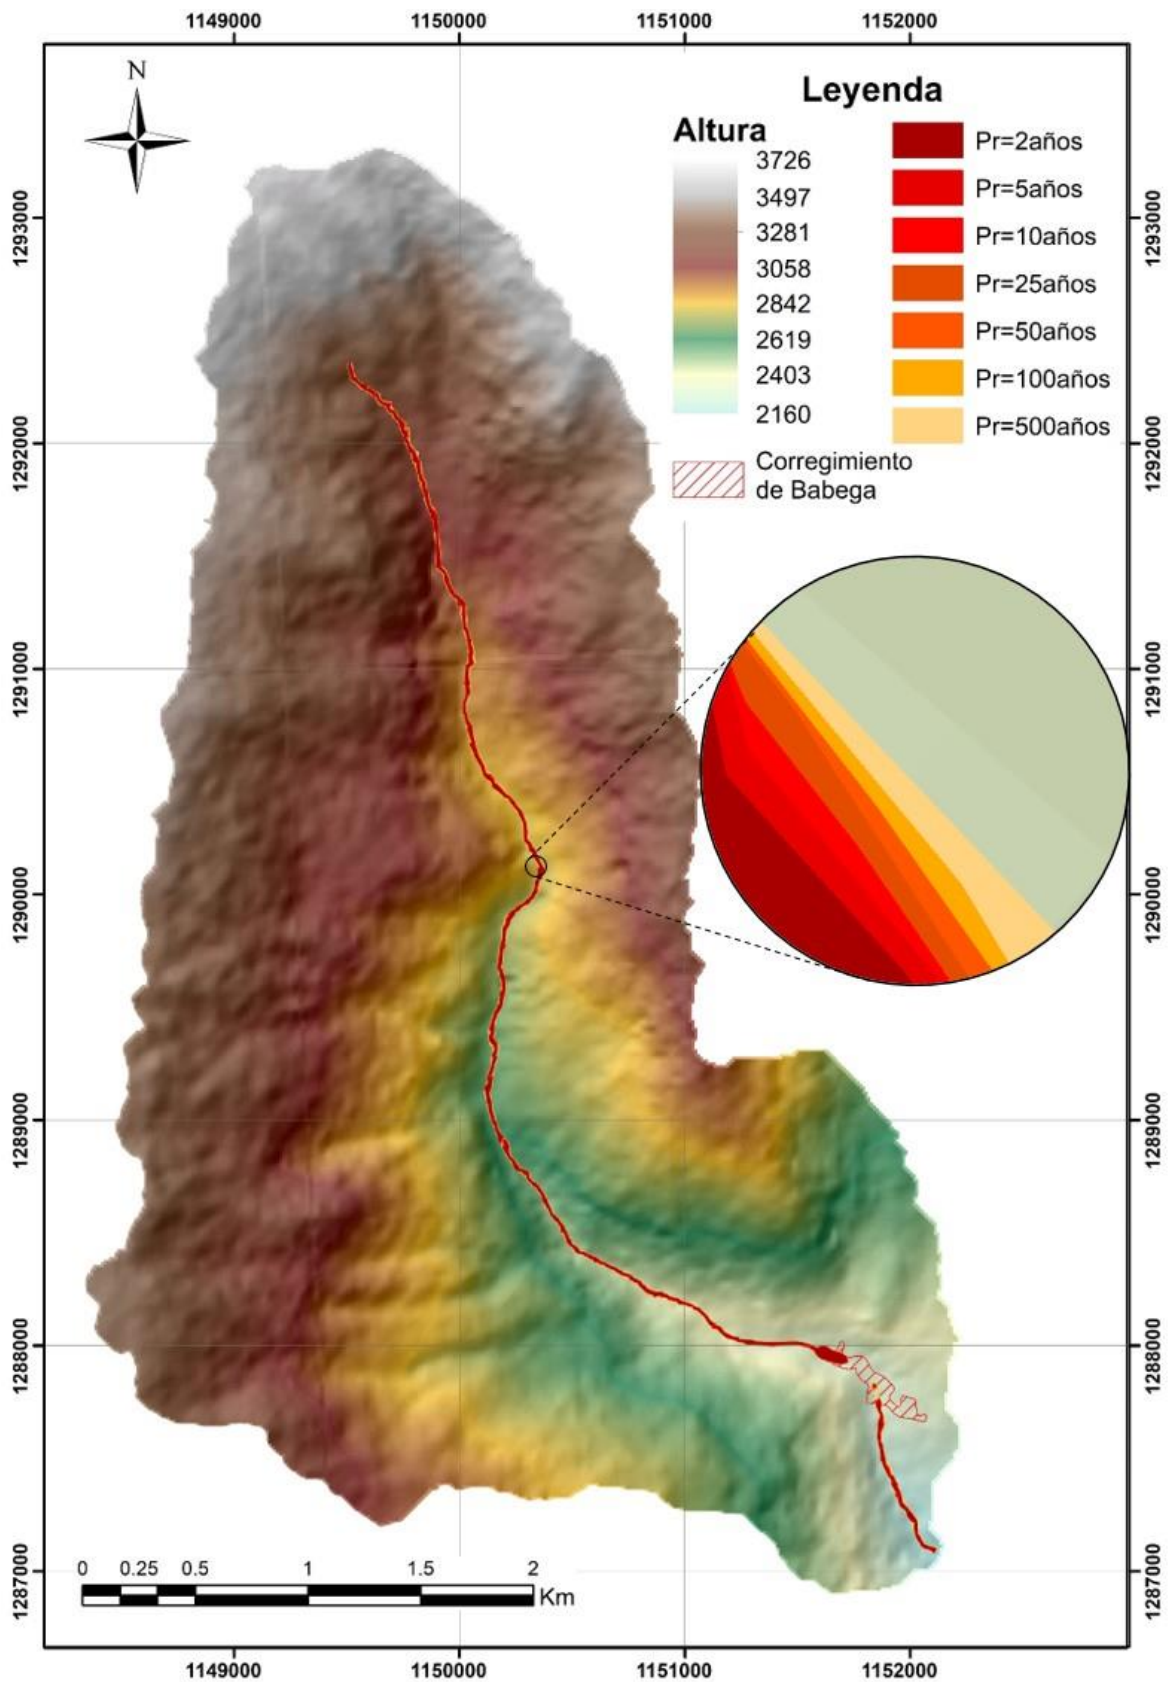 1149000 1150000 1151000 1152000
N
Leyenda
Altura
3726
3497
3281
3058
2842
2619
2403
2160
Pr=2años
Pr=5años
Pr=10años
Pr=25años
Pr=50años
Pr=100años
Pr=500años
Corregimiento
de Babega
1293000
1292000
1291000
1290000
1289000
1288000
1287000
1293000
1292000
1291000
1290000
1289000
1288000
1287000
0 0.25 0.5 1 1.5 2
Km
1149000 1150000 1151000 1152000